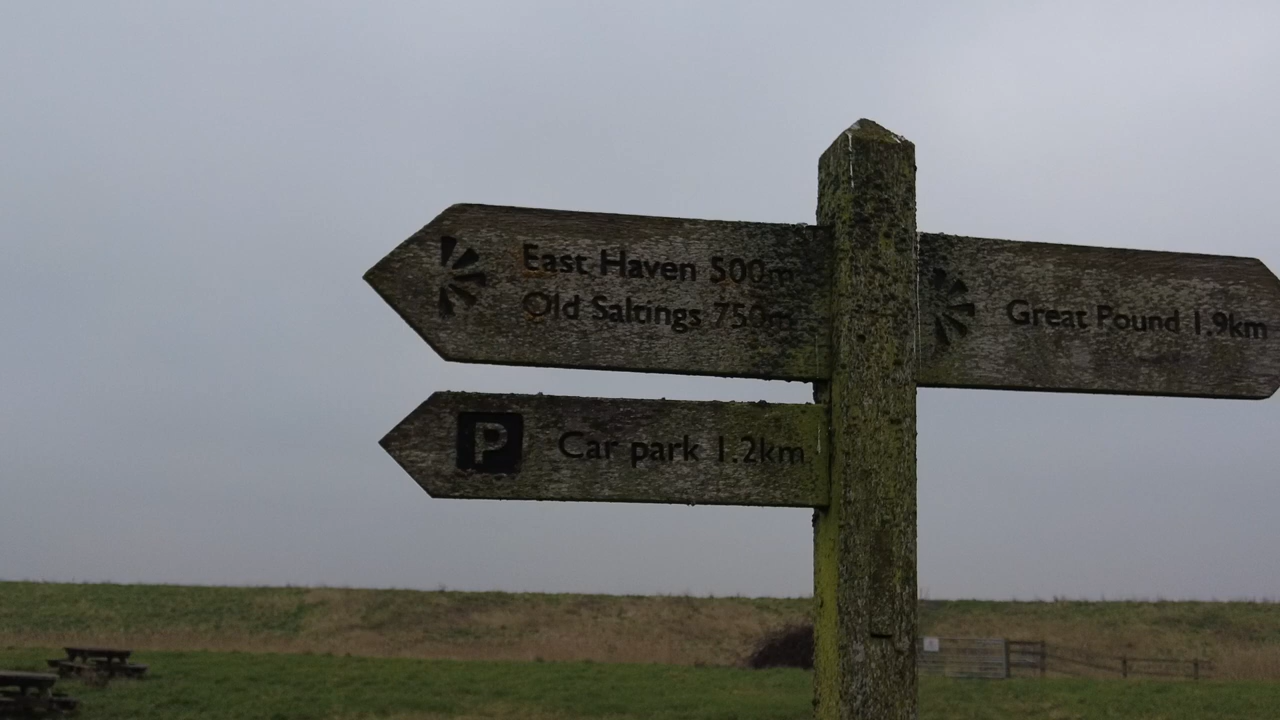 East Haven 500m
Old Saltings 750m
Great Pound 1.9km
P
Car park 1.2km